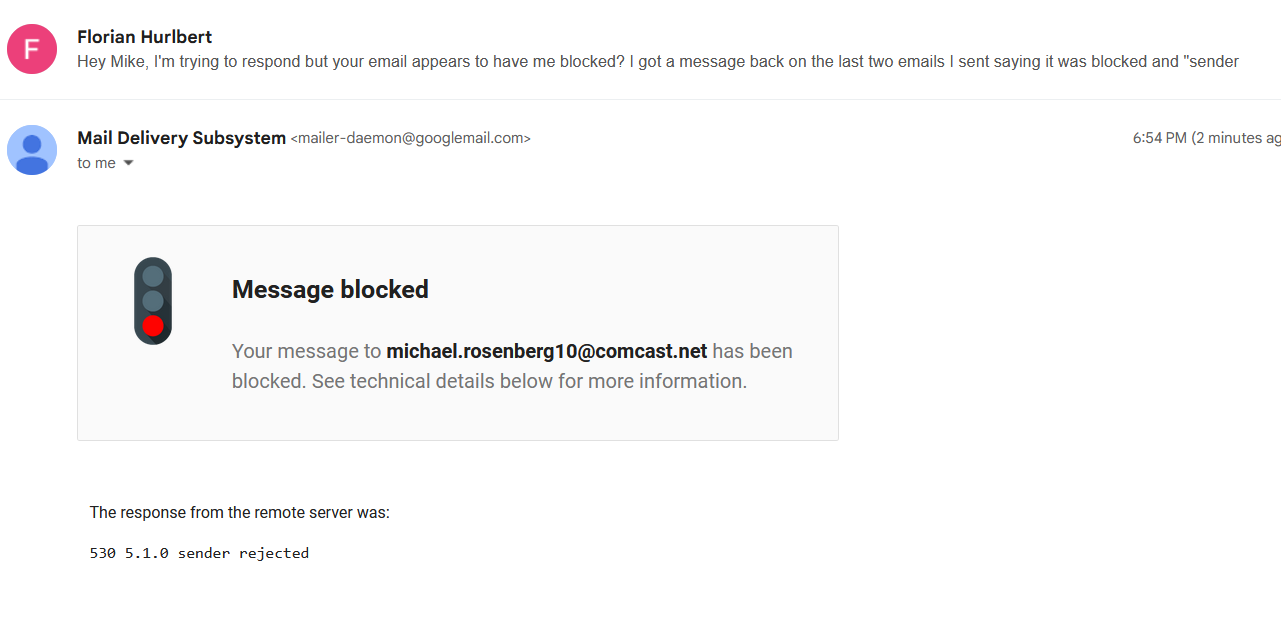 F
Florian Hurlbert
Hey Mike, I'm trying to respond but your email appears to have me blocked? I got a message back on the last two emails I sent saying it was blocked and "sender
Mail Delivery Subsystem <mailer-daemon@googlemail.com>
6:54 PM (2 minutes ag
to me
Message blocked
Your message to michael.rosenberg10@comcast.net has been
blocked. See technical details below for more information.
The response from the remote server was:
530 5.1.0 sender rejected